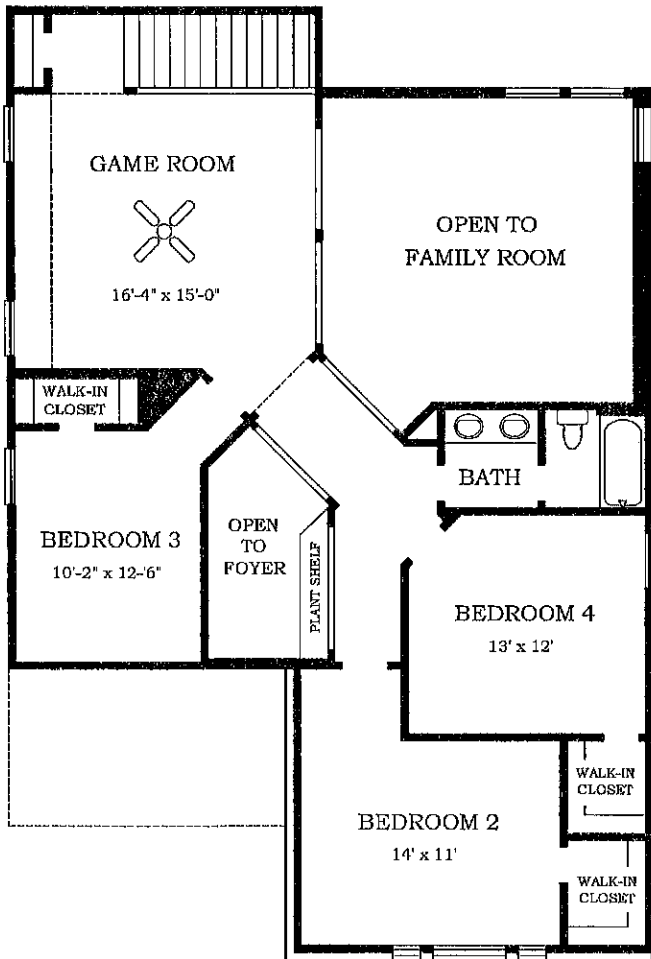 GAME ROOM
16'-4" x 15'-0"
OPEN TO
FAMILY ROOM
WALK-IN
CLOSET
BATH
BEDROOM 3
10'-2" x 12-'6"
OPEN
TO
FOYER
PLANT SHELF
BEDROOM 4
13' x 12'
WALK-IN
CLOSET
BEDROOM 2
14' x 11'
WALK-IN
CLOSET